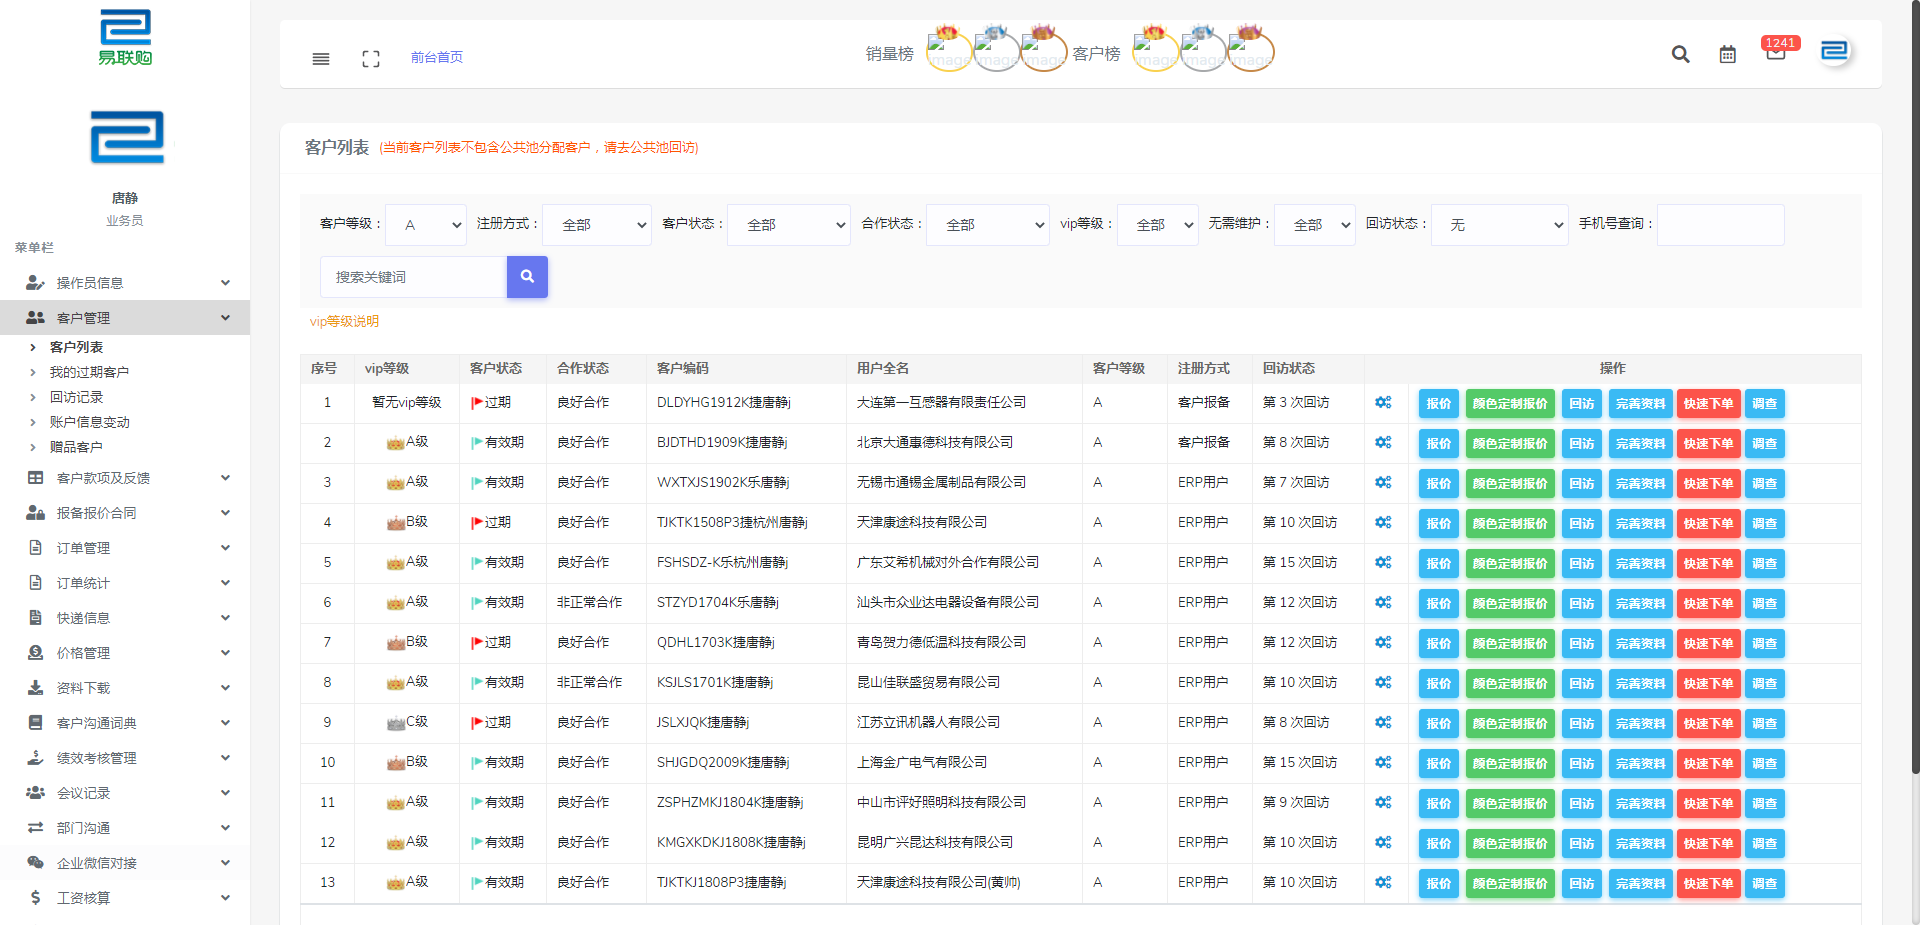 易联购
唐静
业务员
菜单栏
操作员信息
客户管理
客户列表
我的过期客户
回访记录
账户信息变动
赠品客户
客户款项及反馈
报备报价合同
订单管理
订单统计
快递信息
价格管理
资料下载
客户沟通词典
绩效考核管理
会议记录
部门沟通
企业微信对接
工资核算
前台首页
销量榜 image image image 客户榜 image image image
1241
客户列表 (当前客户列表不包含公共池分配客户，请去公共池回访)
客户等级： A 注册方式： 全部 客户状态： 全部 合作状态： 全部 vip等级： 全部 无需维护： 全部 回访状态： 无 手机号查询：
搜索关键词
vip等级说明
序号 vip等级 客户状态 合作状态 客户编码 用户全名 客户等级 注册方式 回访状态 操作
1 暂无vip等级 过期 良好合作 DLDYHG1912K捷唐静j 大连第一互感器有限责任公司 A 客户报备 第 3 次回访 报价 颜色定制报价 回访 完善资料 快速下单 调查
2 A级 有效期 良好合作 BJDTHD1909K捷唐静j 北京大通惠德科技有限公司 A 客户报备 第 8 次回访 报价 颜色定制报价 回访 完善资料 快速下单 调查
3 A级 有效期 良好合作 WXTXJS1902K乐唐静j 无锡市通锡金属制品有限公司 A ERP用户 第 7 次回访 报价 颜色定制报价 回访 完善资料 快速下单 调查
4 B级 过期 良好合作 TJKTK1508P3捷杭州唐静j 天津康途科技有限公司 A ERP用户 第 10 次回访 报价 颜色定制报价 回访 完善资料 快速下单 调查
5 A级 有效期 良好合作 FSHSDZ-K乐杭州唐静j 广东艾希机械对外合作有限公司 A ERP用户 第 15 次回访 报价 颜色定制报价 回访 完善资料 快速下单 调查
6 A级 有效期 非正常合作 STZYD1704K乐唐静j 汕头市众业达电器设备有限公司 A ERP用户 第 12 次回访 报价 颜色定制报价 回访 完善资料 快速下单 调查
7 B级 过期 良好合作 QDHL1703K捷唐静j 青岛贺力德低温科技有限公司 A ERP用户 第 12 次回访 报价 颜色定制报价 回访 完善资料 快速下单 调查
8 A级 有效期 非正常合作 KSJLS1701K捷唐静j 昆山佳联盛贸易有限公司 A ERP用户 第 10 次回访 报价 颜色定制报价 回访 完善资料 快速下单 调查
9 C级 过期 良好合作 JSLXJQK捷唐静j 江苏立讯机器人有限公司 A ERP用户 第 8 次回访 报价 颜色定制报价 回访 完善资料 快速下单 调查
10 B级 有效期 良好合作 SHJGDQ2009K捷唐静j 上海金广电气有限公司 A ERP用户 第 15 次回访 报价 颜色定制报价 回访 完善资料 快速下单 调查
11 A级 有效期 良好合作 ZSPHZMKJ1804K捷唐静j 中山市评好照明科技有限公司 A ERP用户 第 9 次回访 报价 颜色定制报价 回访 完善资料 快速下单 调查
12 A级 有效期 良好合作 KMGXKDKJ1808K捷唐静j 昆明广兴昆达科技有限公司 A ERP用户 第 10 次回访 报价 颜色定制报价 回访 完善资料 快速下单 调查
13 A级 有效期 良好合作 TJKTKJ1808P3捷唐静j 天津康途科技有限公司(黄帅) A ERP用户 第 10 次回访 报价 颜色定制报价 回访 完善资料 快速下单 调查